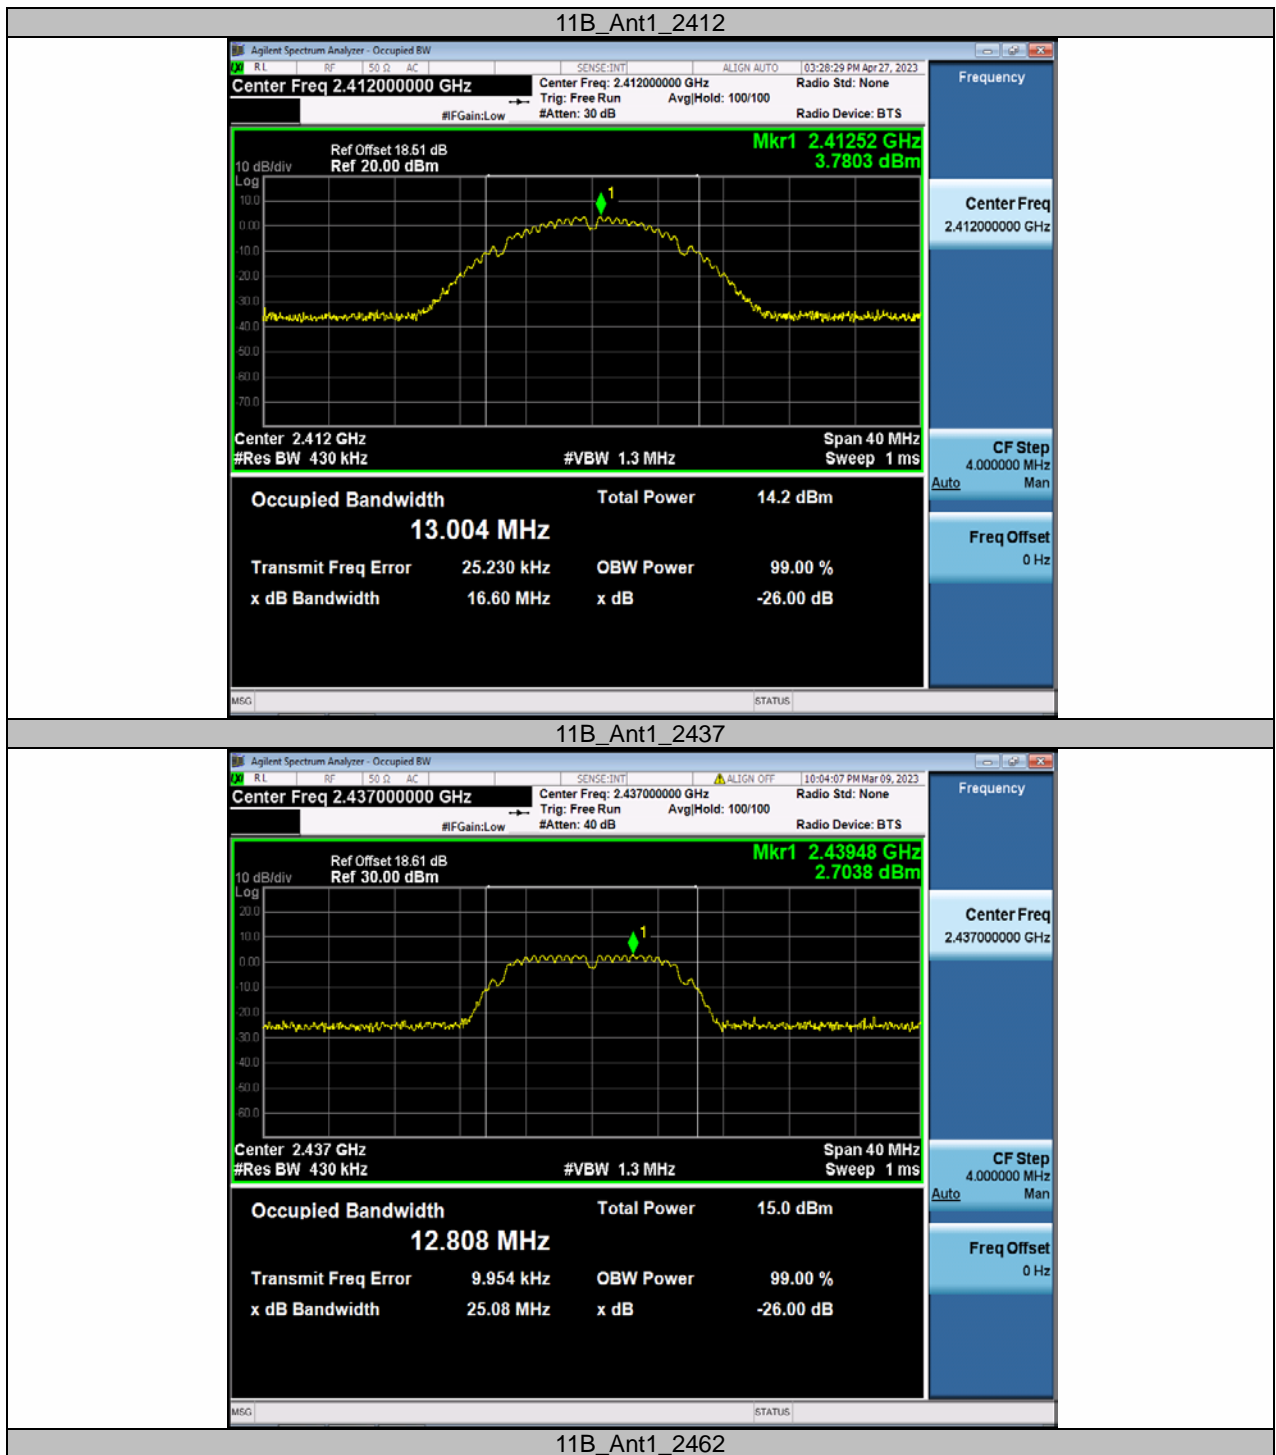 11B_Ant1_2412
Agilent Spectrum Analyzer - Occupied BW
RL RF 50 Ω AC SENSE:INT ALIGN AUTO 03:28:29 PM Apr 27, 2023
Center Freq 2.412000000 GHz
Center Freq: 2.412000000 GHz Radio Std: None
Trig: Free Run Avg|Hold: 100/100
#IFGain:Low #Atten: 30 dB Radio Device: BTS
Mkr1 2.41252 GHz
3.7803 dBm
Ref Offset 18.51 dB
10 dB/div Ref 20.00 dBm
Log
10.0
0.00
-10.0
-20.0
-30.0
-40.0
-50.0
-60.0
-70.0
1
Center 2.412 GHz Span 40 MHz
#Res BW 430 kHz #VBW 1.3 MHz Sweep 1 ms
Occupied Bandwidth Total Power 14.2 dBm
13.004 MHz
Transmit Freq Error 25.230 kHz OBW Power 99.00 %
x dB Bandwidth 16.60 MHz x dB -26.00 dB
MSG STATUS
Frequency
Center Freq
2.412000000 GHz
CF Step
4.000000 MHz
Auto Man
Freq Offset
0 Hz
11B_Ant1_2437
Agilent Spectrum Analyzer - Occupied BW
RL RF 50 Ω AC SENSE:INT ALIGN OFF 10:04:07 PM Mar 09, 2023
Center Freq 2.437000000 GHz
Center Freq: 2.437000000 GHz Radio Std: None
Trig: Free Run Avg|Hold: 100/100
#IFGain:Low #Atten: 40 dB Radio Device: BTS
Mkr1 2.43948 GHz
2.7038 dBm
Ref Offset 18.61 dB
10 dB/div Ref 30.00 dBm
Log
20.0
10.0
0.00
-10.0
-20.0
-30.0
-40.0
-50.0
-60.0
1
Center 2.437 GHz Span 40 MHz
#Res BW 430 kHz #VBW 1.3 MHz Sweep 1 ms
Occupied Bandwidth Total Power 15.0 dBm
12.808 MHz
Transmit Freq Error 9.954 kHz OBW Power 99.00 %
x dB Bandwidth 25.08 MHz x dB -26.00 dB
MSG STATUS
Frequency
Center Freq
2.437000000 GHz
CF Step
4.000000 MHz
Auto Man
Freq Offset
0 Hz
11B_Ant1_2462